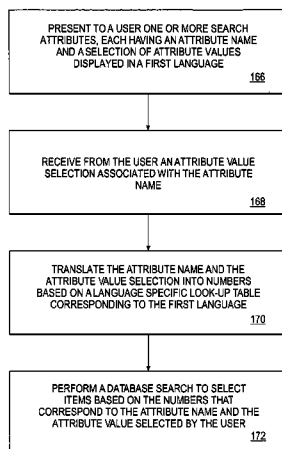 PRESENT TO A USER ONE OR MORE SEARCH
ATTRIBUTES, EACH HAVING AN ATTRIBUTE NAME
AND A SELECTION OF ATTRIBUTE VALUES
DISPLAYED IN A FIRST LANGUAGE
166
RECEIVE FROM THE USER AN ATTRIBUTE VALUE
SELECTION ASSOCIATED WITH THE ATTRIBUTE
NAME
168
TRANSLATE THE ATTRIBUTE NAME AND THE
ATTRIBUTE VALUE SELECTION INTO NUMBERS
BASED ON A LANGUAGE SPECIFIC LOOK-UP TABLE
CORRESPONDING TO THE FIRST LANGUAGE
170
PERFORM A DATABASE SEARCH TO SELECT
ITEMS BASED ON THE NUMBERS THAT
CORRESPOND TO THE ATTRIBUTE NAME AND THE
ATTRIBUTE VALUE SELECTED BY THE USER
172